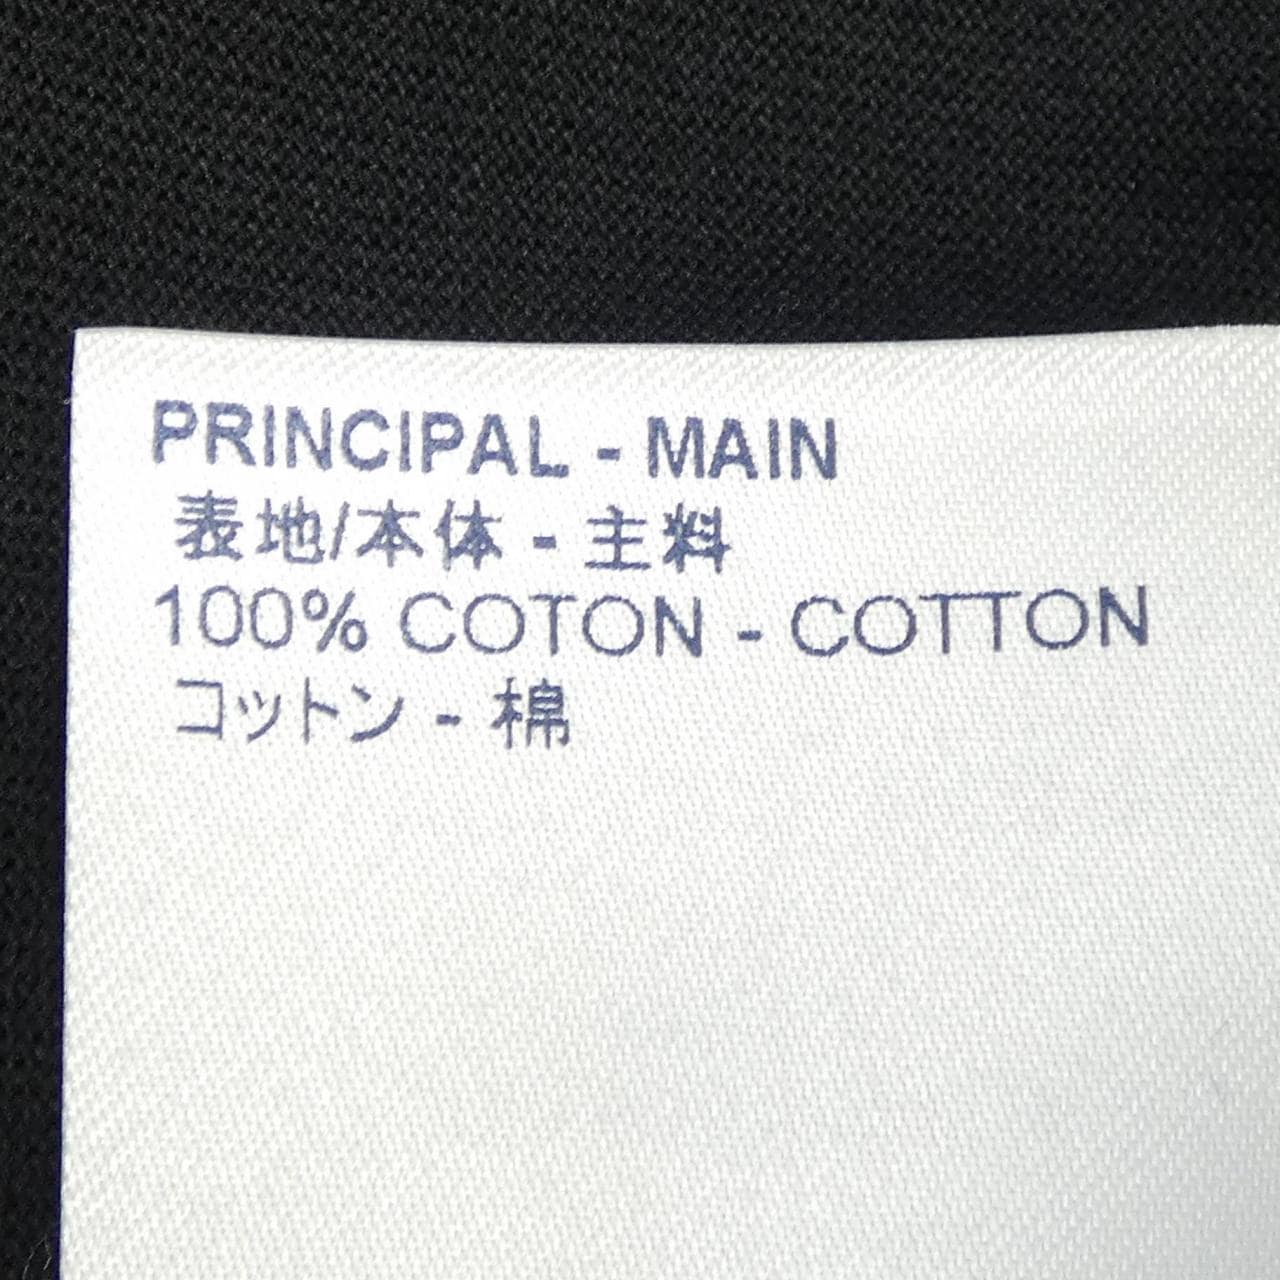 PRINCIPAL - MAIN
表地/本体 - 主料
100% COTON - COTTON
コットン - 棉